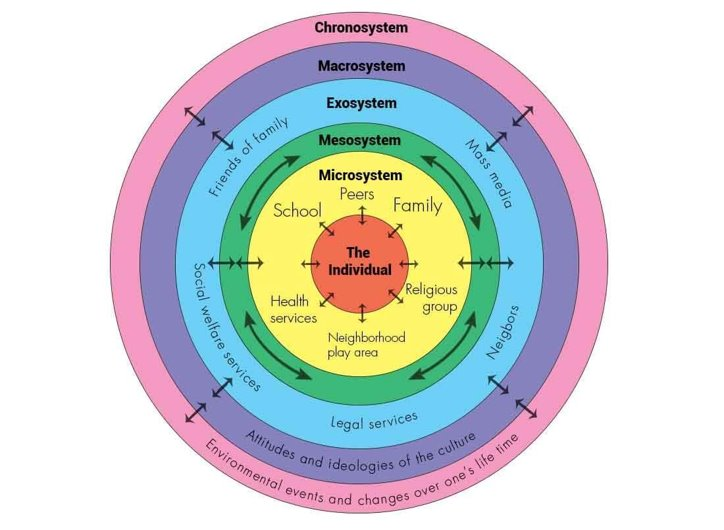 Chronosystem
Macrosystem
Exosystem
Friends of family
Mass media
Mesosystem
Microsystem
Peers
School
Family
The
Individual
Health
services
Religious
group
Neighborhood
play area
Social welfare services
Neigbors
Legal services
Attitudes and ideologies of the culture
Environmental events and changes over one's life time